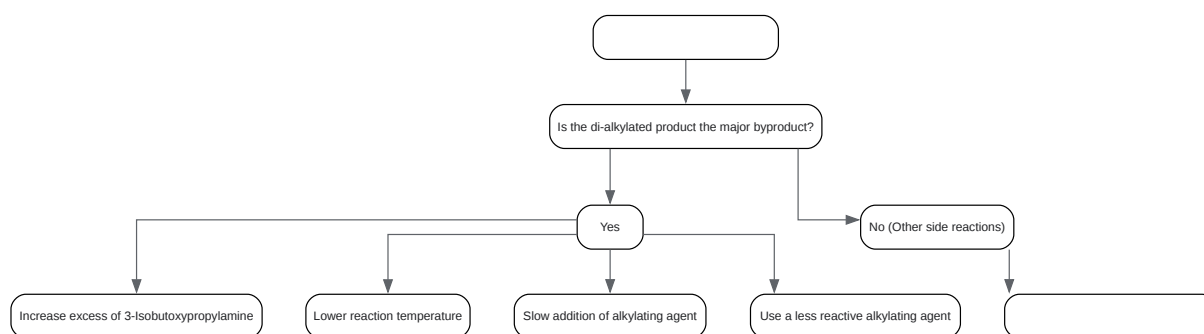 Is the di-alkylated product the major byproduct?
Yes
No (Other side reactions)
Increase excess of 3-Isobutoxypropylamine
Lower reaction temperature
Slow addition of alkylating agent
Use a less reactive alkylating agent